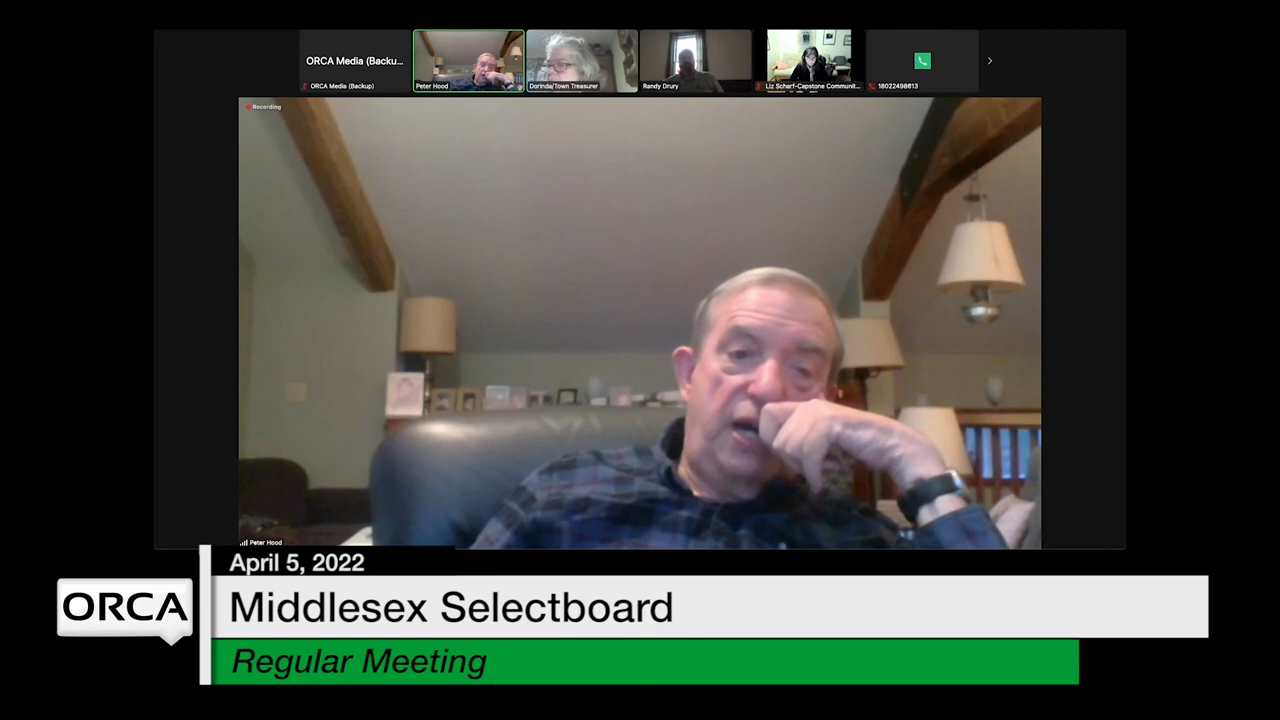 ORCA Media (Backu...
ORCA Media (Backup)
Peter Hood
Dorinda/Town Treasurer
Randy Drury
Liz Scharf-Capstone Communit...
18022498613
Recording
Peter Hood
April 5, 2022
ORCA
Middlesex Selectboard
Regular Meeting